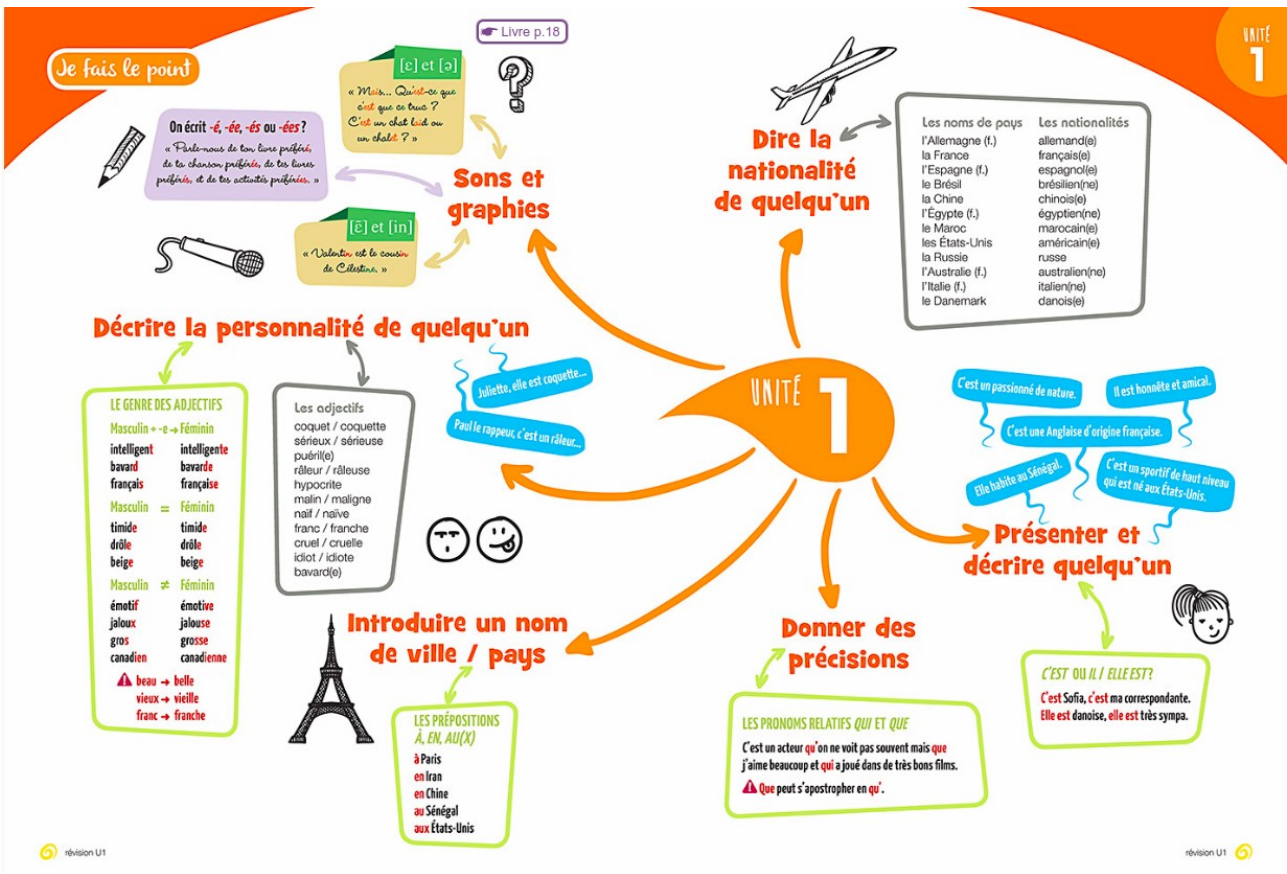 Je fais le point
☛ Livre p.18
UNITÉ
1
[ɛ] et [ə]
« Mais... Qu'est-ce que
c'est que ce truc ?
C'est un chat laid ou
un chalet ? »
On écrit -é, -ée, -és ou -ées ?
« Parle-nous de ton livre préféré,
de ta chanson préférée, de tes livres
préférés, et de tes activités préférées. »
Sons et
graphies
[ɛ̃] et [in]
« Valentin est le cousin
de Célestine. »
Dire la
nationalité
de quelqu'un
Les noms de pays Les nationalités
l'Allemagne (f.) allemand(e)
la France français(e)
l'Espagne (f.) espagnol(e)
le Brésil brésilien(ne)
la Chine chinois(e)
l'Égypte (f.) égyptien(ne)
le Maroc marocain(e)
les États-Unis américain(e)
la Russie russe
l'Australie (f.) australien(ne)
l'Italie (f.) italien(ne)
le Danemark danois(e)
Décrire la personnalité de quelqu'un
LE GENRE DES ADJECTIFS
Masculin + -e → Féminin
intelligent intelligente
bavard bavarde
français française
Masculin = Féminin
timide timide
drôle drôle
beige beige
Masculin ≠ Féminin
émotif émotive
jaloux jalouse
gros grosse
canadien canadienne
⚠ beau → belle
vieux → vieille
franc → franche
Les adjectifs
coquet / coquette
sérieux / sérieuse
puéril(e)
râleur / râleuse
hypocrite
malin / maligne
naïf / naïve
franc / franche
cruel / cruelle
idiot / idiote
bavard(e)
Juliette, elle est coquette...
Paul le rappeur, c'est un râleur...
UNITÉ 1
C'est un passionné de nature.
Il est honnête et amical.
C'est une Anglaise d'origine française.
Elle habite au Sénégal.
C'est un sportif de haut niveau
qui est né aux États-Unis.
Présenter et
décrire quelqu'un
C'EST OU IL / ELLE EST ?
C'est Sofia, c'est ma correspondante.
Elle est danoise, elle est très sympa.
Introduire un nom
de ville / pays
LES PRÉPOSITIONS
À, EN, AU(X)
à Paris
en Iran
en Chine
au Sénégal
aux États-Unis
Donner des
précisions
LES PRONOMS RELATIFS QUI ET QUE
C'est un acteur qu'on ne voit pas souvent mais que
j'aime beaucoup et qui a joué dans de très bons films.
⚠ Que peut s'apostropher en qu'.
révision U1
révision U1